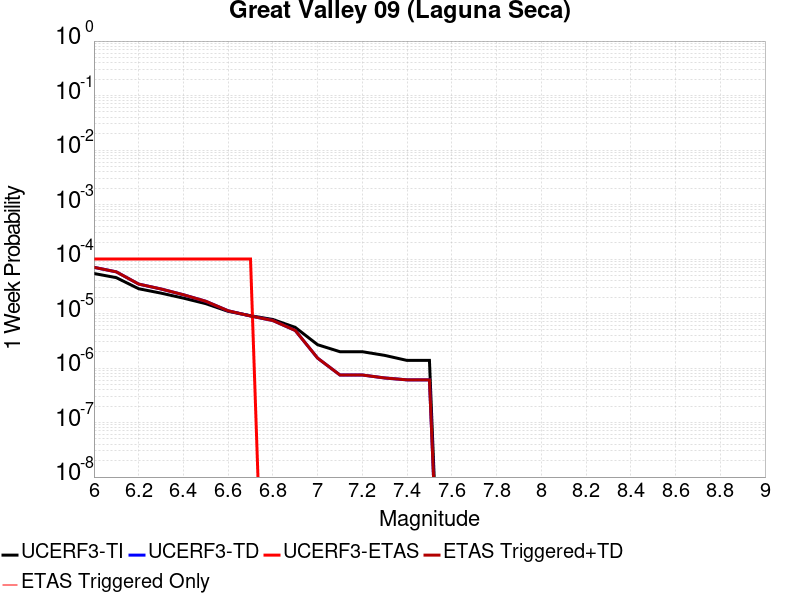 Great Valley 09 (Laguna Seca)
10^0
10^-1
10^-2
10^-3
10^-4
10^-5
10^-6
10^-7
10^-8
1 Week Probability
6 6.2 6.4 6.6 6.8 7 7.2 7.4 7.6 7.8 8 8.2 8.4 8.6 8.8 9
Magnitude
UCERF3-TI UCERF3-TD UCERF3-ETAS ETAS Triggered+TD
ETAS Triggered Only